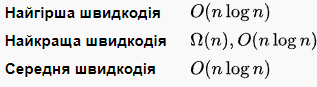 Найгірша швидкодія O(n log n)
Найкраща швидкодія Ω(n), O(n log n)
Середня швидкодія O(n log n)